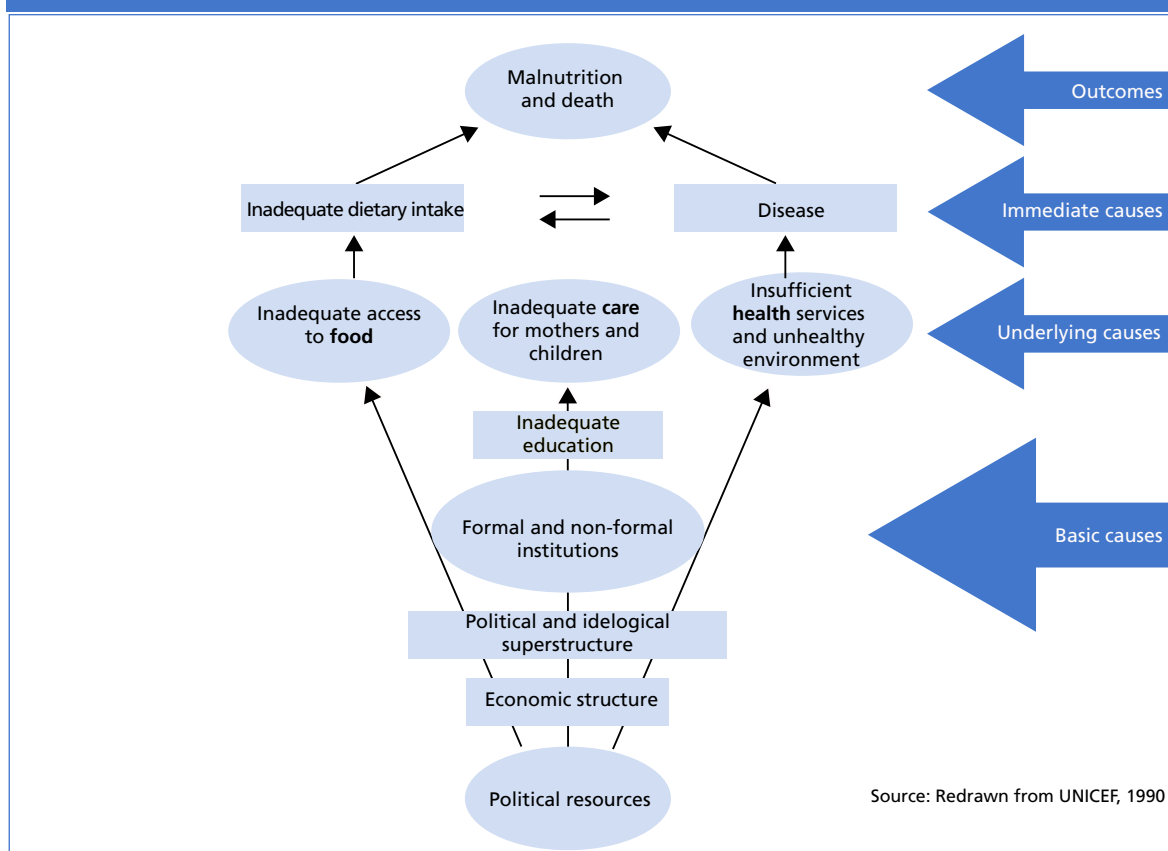 Malnutrition
and death
Outcomes
Inadequate dietary intake
Disease
Immediate causes
Inadequate access
to food
Inadequate care
for mothers and
children
Insufficient
health services
and unhealthy
environment
Underlying causes
Inadequate
education
Formal and non-formal
institutions
Basic causes
Political and idelogical
superstructure
Economic structure
Political resources
Source: Redrawn from UNICEF, 1990